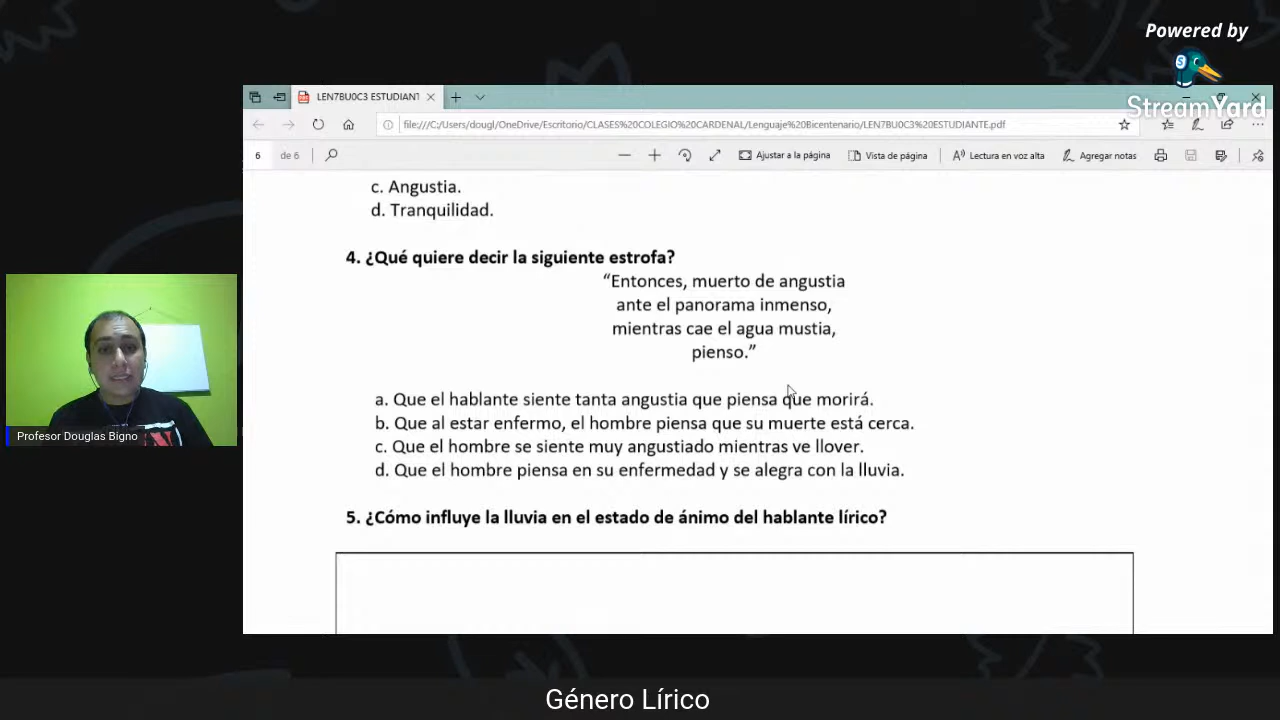 Powered by
StreamYard
LEN7BU0C3 ESTUDIANT
file:///C:/Users/dougl/OneDrive/Escritorio/CLASES%20COLEGIO%20CARDENAL/Lenguaje%20Bicentenario/LEN7BU0C3%20ESTUDIANTE.pdf
6 de 6 Ajustar a la página Vista de página Lectura en voz alta Agregar notas
c. Angustia.
d. Tranquilidad.
4. ¿Qué quiere decir la siguiente estrofa?
“Entonces, muerto de angustia
ante el panorama inmenso,
mientras cae el agua mustia,
pienso.”
a. Que el hablante siente tanta angustia que piensa que morirá.
b. Que al estar enfermo, el hombre piensa que su muerte está cerca.
c. Que el hombre se siente muy angustiado mientras ve llover.
d. Que el hombre piensa en su enfermedad y se alegra con la lluvia.
5. ¿Cómo influye la lluvia en el estado de ánimo del hablante lírico?
Profesor Douglas Bigno
Género Lírico